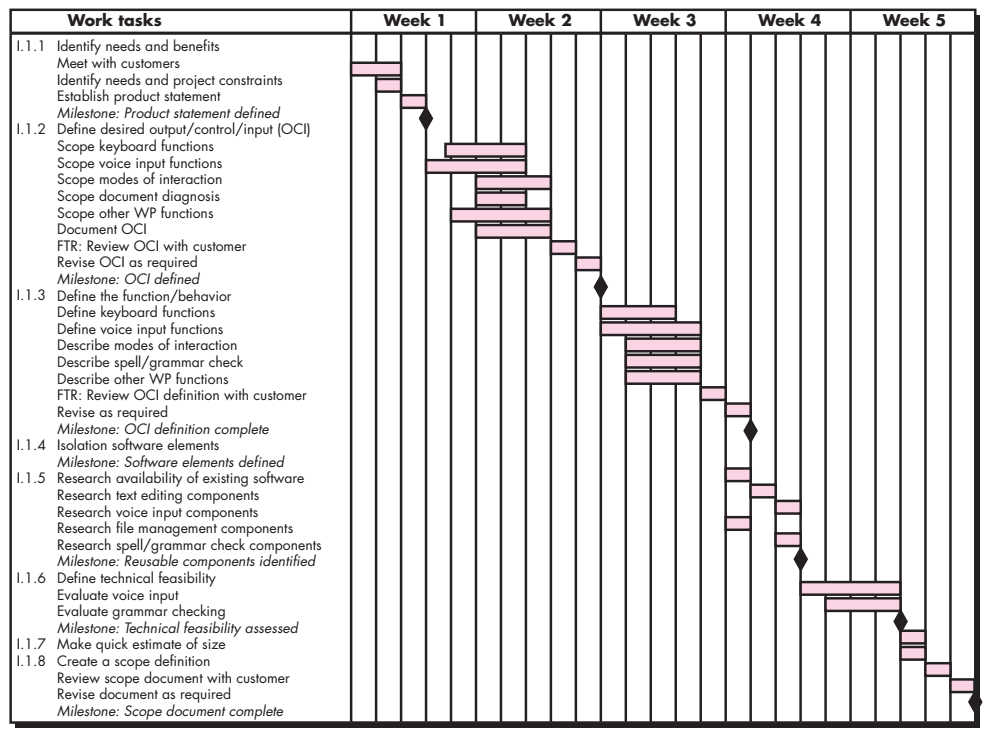 Work tasks Week 1 Week 2 Week 3 Week 4 Week 5
I.1.1 Identify needs and benefits
Meet with customers
Identify needs and project constraints
Establish product statement
Milestone: Product statement defined
I.1.2 Define desired output/control/input (OCI)
Scope keyboard functions
Scope voice input functions
Scope modes of interaction
Scope document diagnosis
Scope other WP functions
Document OCI
FTR: Review OCI with customer
Revise OCI as required
Milestone: OCI defined
I.1.3 Define the function/behavior
Define keyboard functions
Define voice input functions
Describe modes of interaction
Describe spell/grammar check
Describe other WP functions
FTR: Review OCI definition with customer
Revise as required
Milestone: OCI definition complete
I.1.4 Isolation software elements
Milestone: Software elements defined
I.1.5 Research availability of existing software
Research text editing components
Research voice input components
Research file management components
Research spell/grammar check components
Milestone: Reusable components identified
I.1.6 Define technical feasibility
Evaluate voice input
Evaluate grammar checking
Milestone: Technical feasibility assessed
I.1.7 Make quick estimate of size
I.1.8 Create a scope definition
Review scope document with customer
Revise document as required
Milestone: Scope document complete